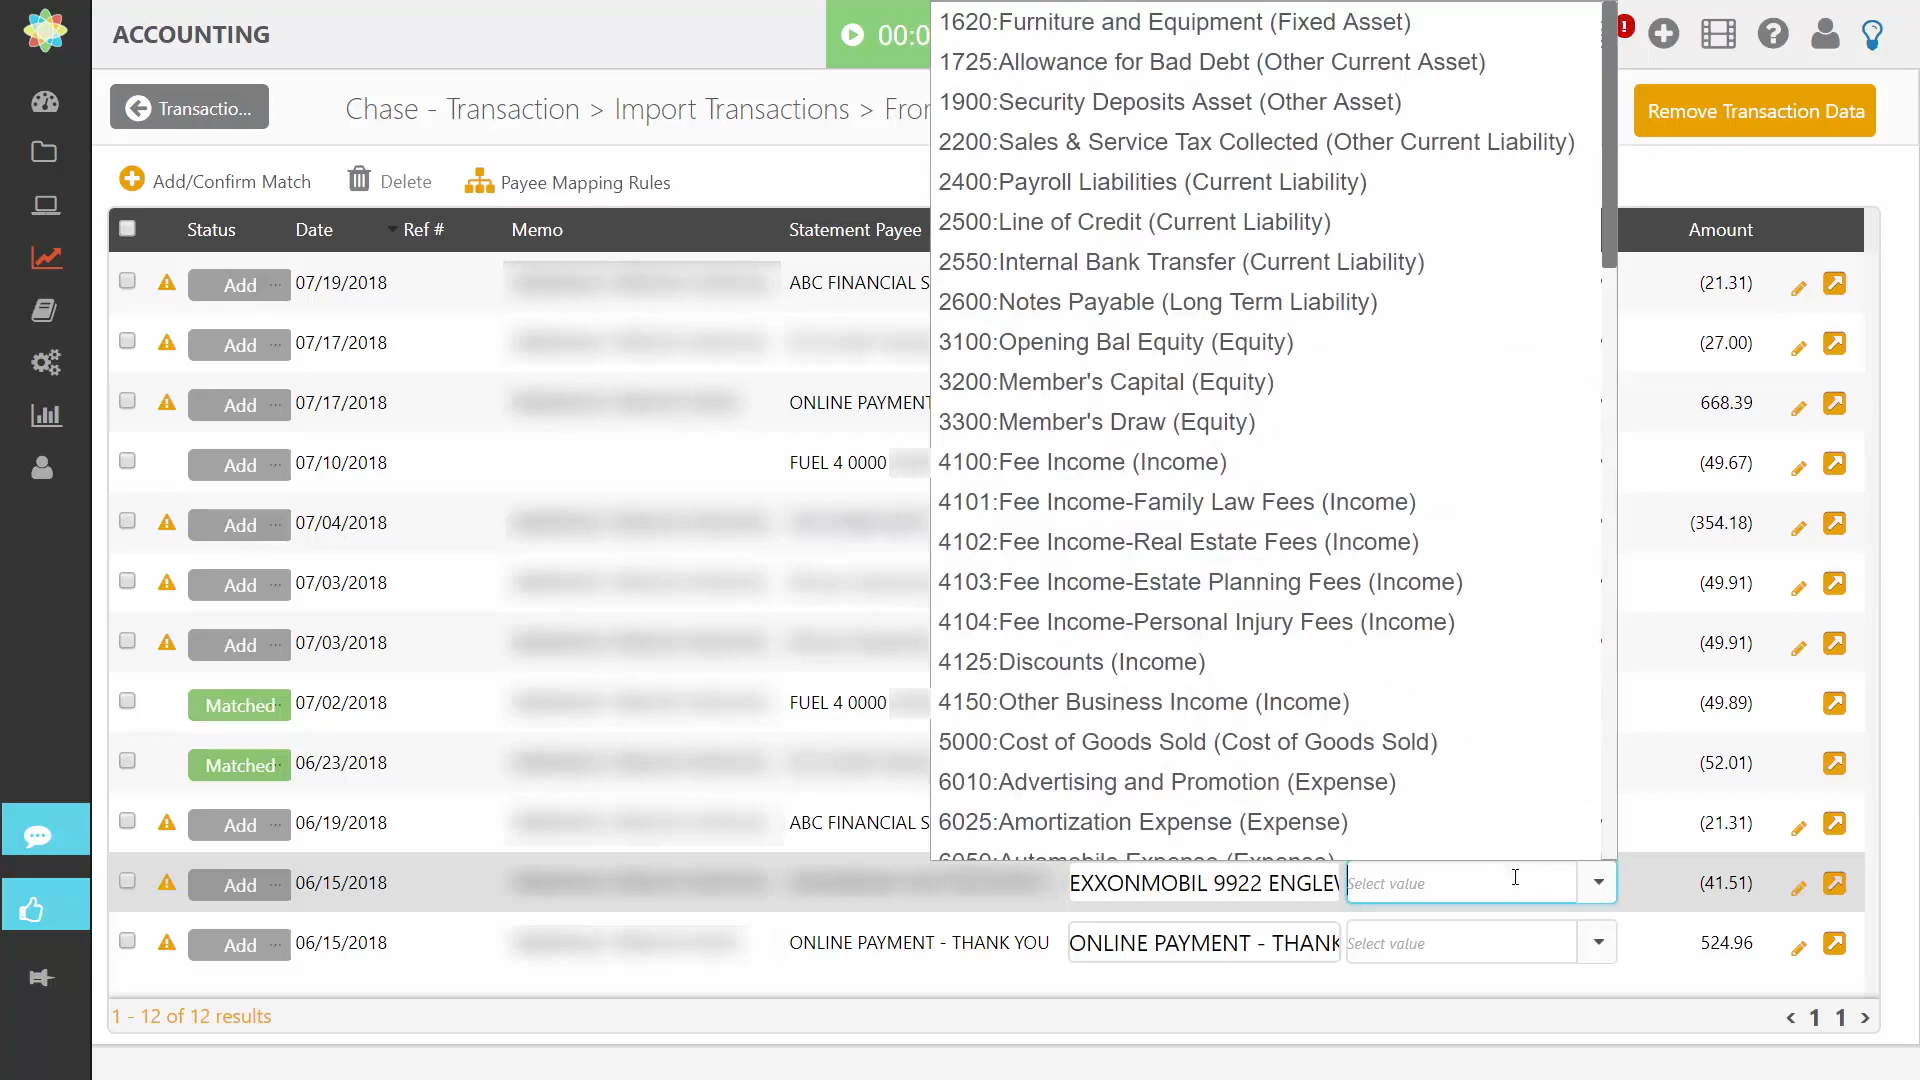 ACCOUNTING
00:0
!
Transactio...
Chase - Transaction > Import Transactions > Fro
Remove Transaction Data
Add/Confirm Match
Delete
Payee Mapping Rules
1620:Furniture and Equipment (Fixed Asset)
1725:Allowance for Bad Debt (Other Current Asset)
1900:Security Deposits Asset (Other Asset)
2200:Sales & Service Tax Collected (Other Current Liability)
2400:Payroll Liabilities (Current Liability)
2500:Line of Credit (Current Liability)
2550:Internal Bank Transfer (Current Liability)
2600:Notes Payable (Long Term Liability)
3100:Opening Bal Equity (Equity)
3200:Member's Capital (Equity)
3300:Member's Draw (Equity)
4100:Fee Income (Income)
4101:Fee Income-Family Law Fees (Income)
4102:Fee Income-Real Estate Fees (Income)
4103:Fee Income-Estate Planning Fees (Income)
4104:Fee Income-Personal Injury Fees (Income)
4125:Discounts (Income)
4150:Other Business Income (Income)
5000:Cost of Goods Sold (Cost of Goods Sold)
6010:Advertising and Promotion (Expense)
6025:Amortization Expense (Expense)
6050:Automobile Expense (Expense)
Status Date Ref # Memo Statement Payee Amount
Add ... 07/19/2018 ABC FINANCIAL S (21.31)
Add ... 07/17/2018 (27.00)
Add ... 07/17/2018 ONLINE PAYMENT 668.39
Add ... 07/10/2018 FUEL 4 0000 (49.67)
Add ... 07/04/2018 (354.18)
Add ... 07/03/2018 (49.91)
Add ... 07/03/2018 (49.91)
Matched 07/02/2018 FUEL 4 0000 (49.89)
Matched 06/23/2018 (52.01)
Add ... 06/19/2018 ABC FINANCIAL S (21.31)
Add ... 06/15/2018 EXXONMOBIL 9922 ENGLEW Select value (41.51)
Add ... 06/15/2018 ONLINE PAYMENT - THANK YOU ONLINE PAYMENT - THANK Select value 524.96
1 - 12 of 12 results
< 1 1 >